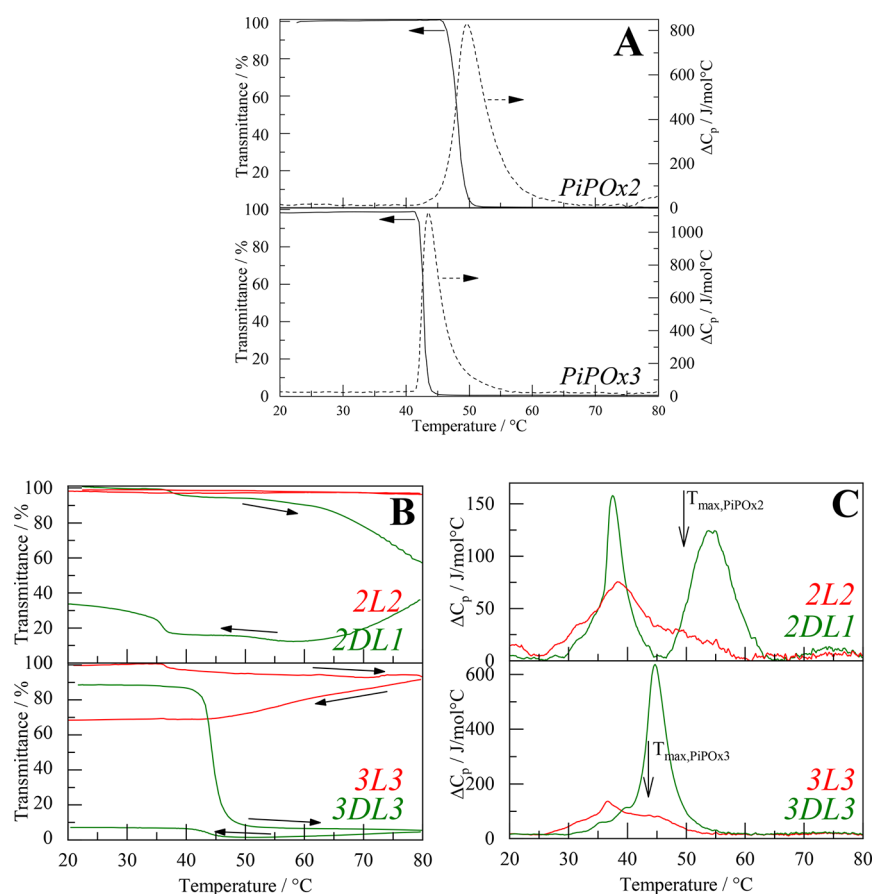 A
Transmittance / %
100
80
60
40
20
800
600
400
200
0
ΔCp / J/mol°C
PiPOx2
Transmittance / %
100
80
60
40
20
0
1000
800
600
400
200
0
ΔCp / J/mol°C
PiPOx3
20 30 40 50 60 70 80
Temperature / °C
B
Transmittance / %
100
80
60
40
20
2L2
2DL1
Transmittance / %
100
80
60
40
20
0
3L3
3DL3
20 30 40 50 60 70 80
Temperature / °C
C
ΔCp / J/mol°C
150
100
50
0
Tmax,PiPOx2
2L2
2DL1
ΔCp / J/mol°C
600
400
200
0
Tmax,PiPOx3
3L3
3DL3
20 30 40 50 60 70 80
Temperature / °C